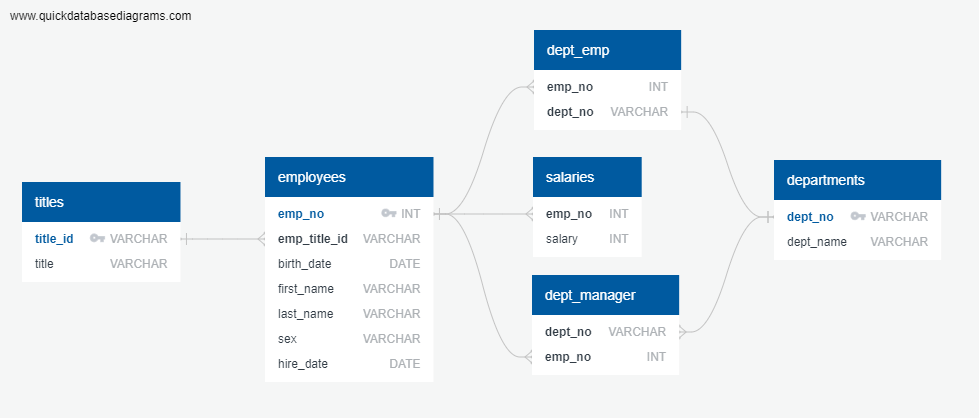 www.quickdatabasediagrams.com
titles
title_id VARCHAR
title VARCHAR
employees
emp_no INT
emp_title_id VARCHAR
birth_date DATE
first_name VARCHAR
last_name VARCHAR
sex VARCHAR
hire_date DATE
dept_emp
emp_no INT
dept_no VARCHAR
salaries
emp_no INT
salary INT
dept_manager
dept_no VARCHAR
emp_no INT
departments
dept_no VARCHAR
dept_name VARCHAR